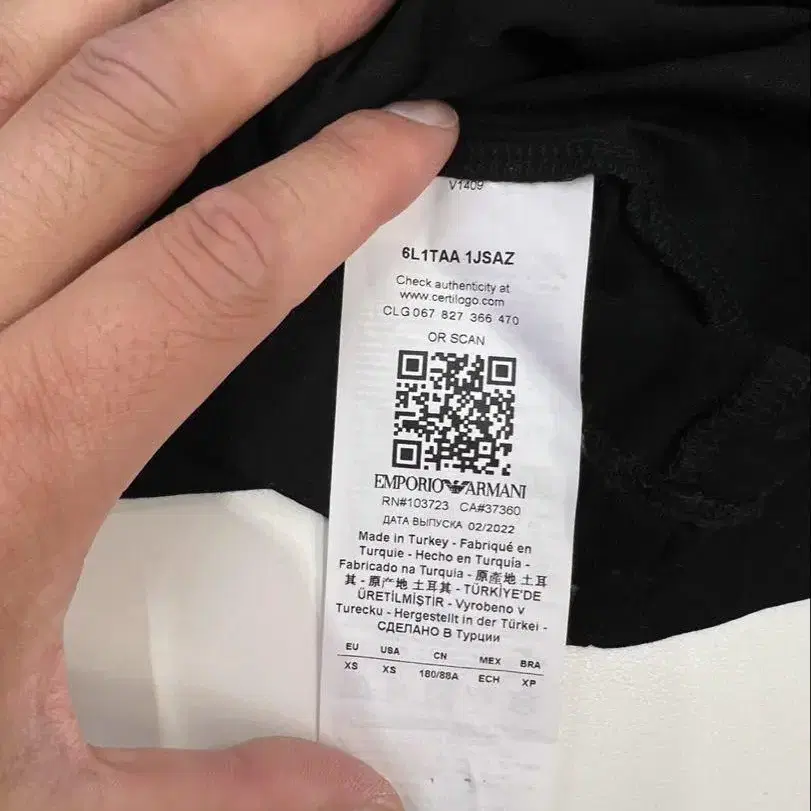 V1409
6L1TAA 1JSAZ
Check authenticity at
www.certilogo.com
CLG 067 827 366 470
OR SCAN
EMPORIO ARMANI
RN#103723 CA#37360
ДАТА ВЫПУСКА 02/2022
Made in Turkey - Fabriqué en
Turquie - Hecho en Turquía -
Fabricado na Turquia - 原產地 土耳
其 - 原产地 土耳其 - TÜRKİYE'DE
ÜRETİLMİŞTİR - Vyrobeno v
Turecku - Hergestellt in der Türkei -
СДЕЛАНО В Турции
EU USA CN MEX BRA
XS XS 180/88A ECH XP